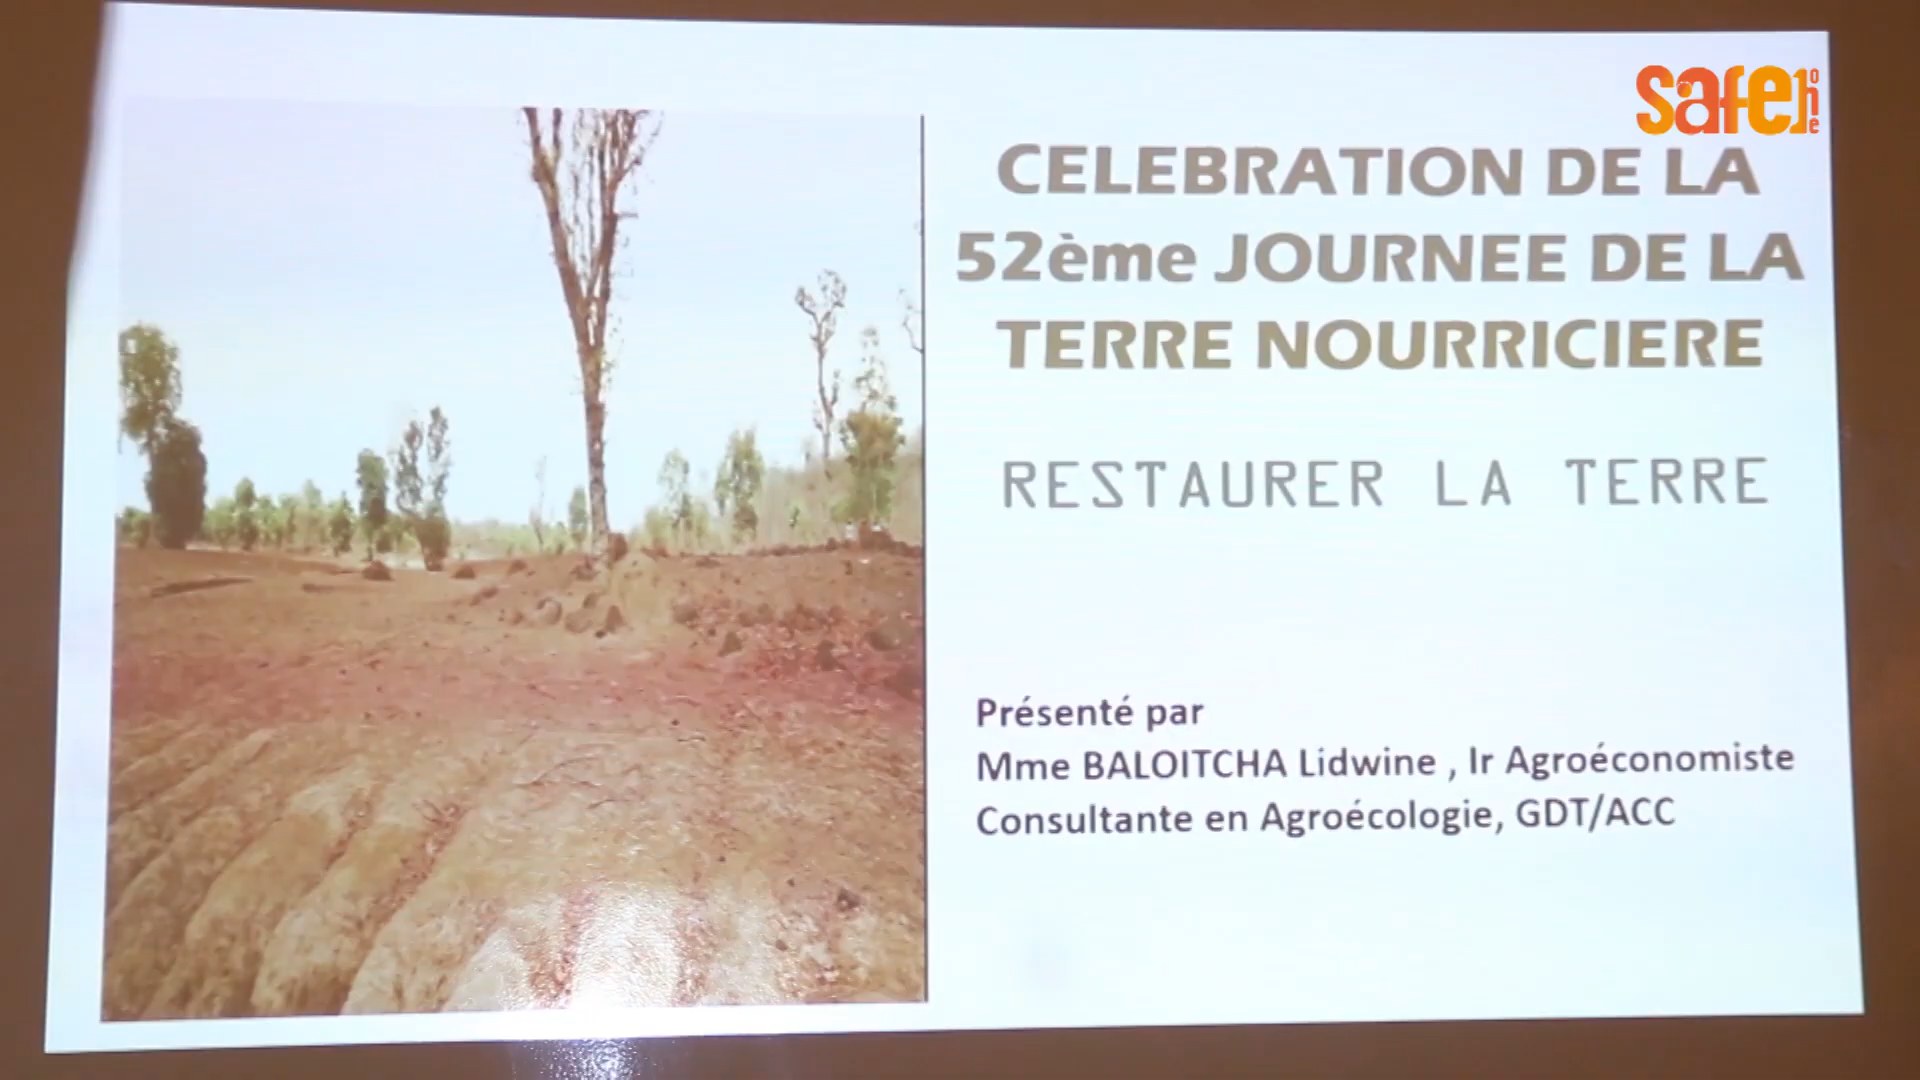 safe one
CELEBRATION DE LA
52ème JOURNEE DE LA
TERRE NOURRICIERE
RESTAURER LA TERRE
Présenté par
Mme BALOITCHA Lidwine , Ir Agroéconomiste
Consultante en Agroécologie, GDT/ACC